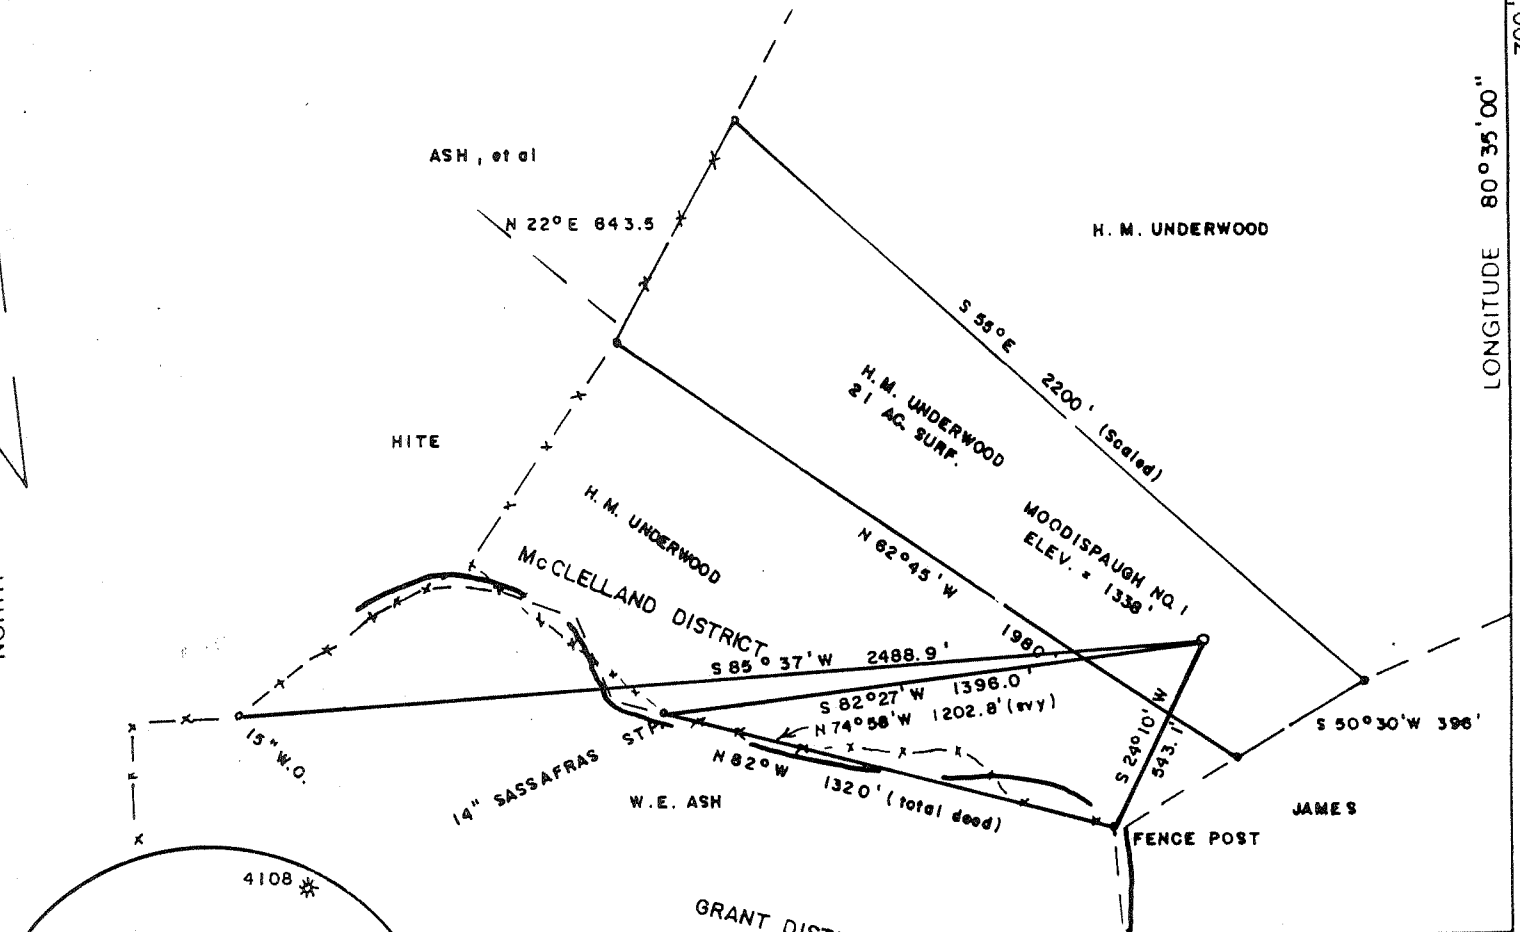 ASH, et al
N 22° E 643.5
H. M. UNDERWOOD
LONGITUDE 80° 35' 00"
S 55° E 2200' (Scaled)
H. M. UNDERWOOD
21 AC. SURF.
HITE
MOODISPAUGH NO. 1
ELEV. = 1338'
H. M. UNDERWOOD
N 62° 45' W 1980'
McCLELLAND DISTRICT
S 85° 37' W 2488.9'
S 82° 27' W 1396.0'
N 74° 58' W 1202.8' (svy)
S 24° 10' W
543.1'
S 50° 30' W 396'
15" W.O.
14" SASSAFRAS
N 82° W 1320' (total deed)
W. E. ASH
JAMES
FENCE POST
4108
GRANT